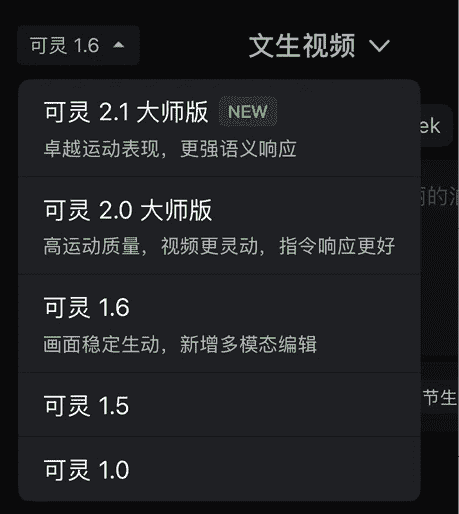 可灵 1.6
文生视频
可灵 2.1 大师版 NEW
卓越运动表现，更强语义响应
ek
可灵 2.0 大师版
的
高运动质量，视频更灵动，指令响应更好
可灵 1.6
画面稳定生动，新增多模态编辑
可灵 1.5
节生
可灵 1.0